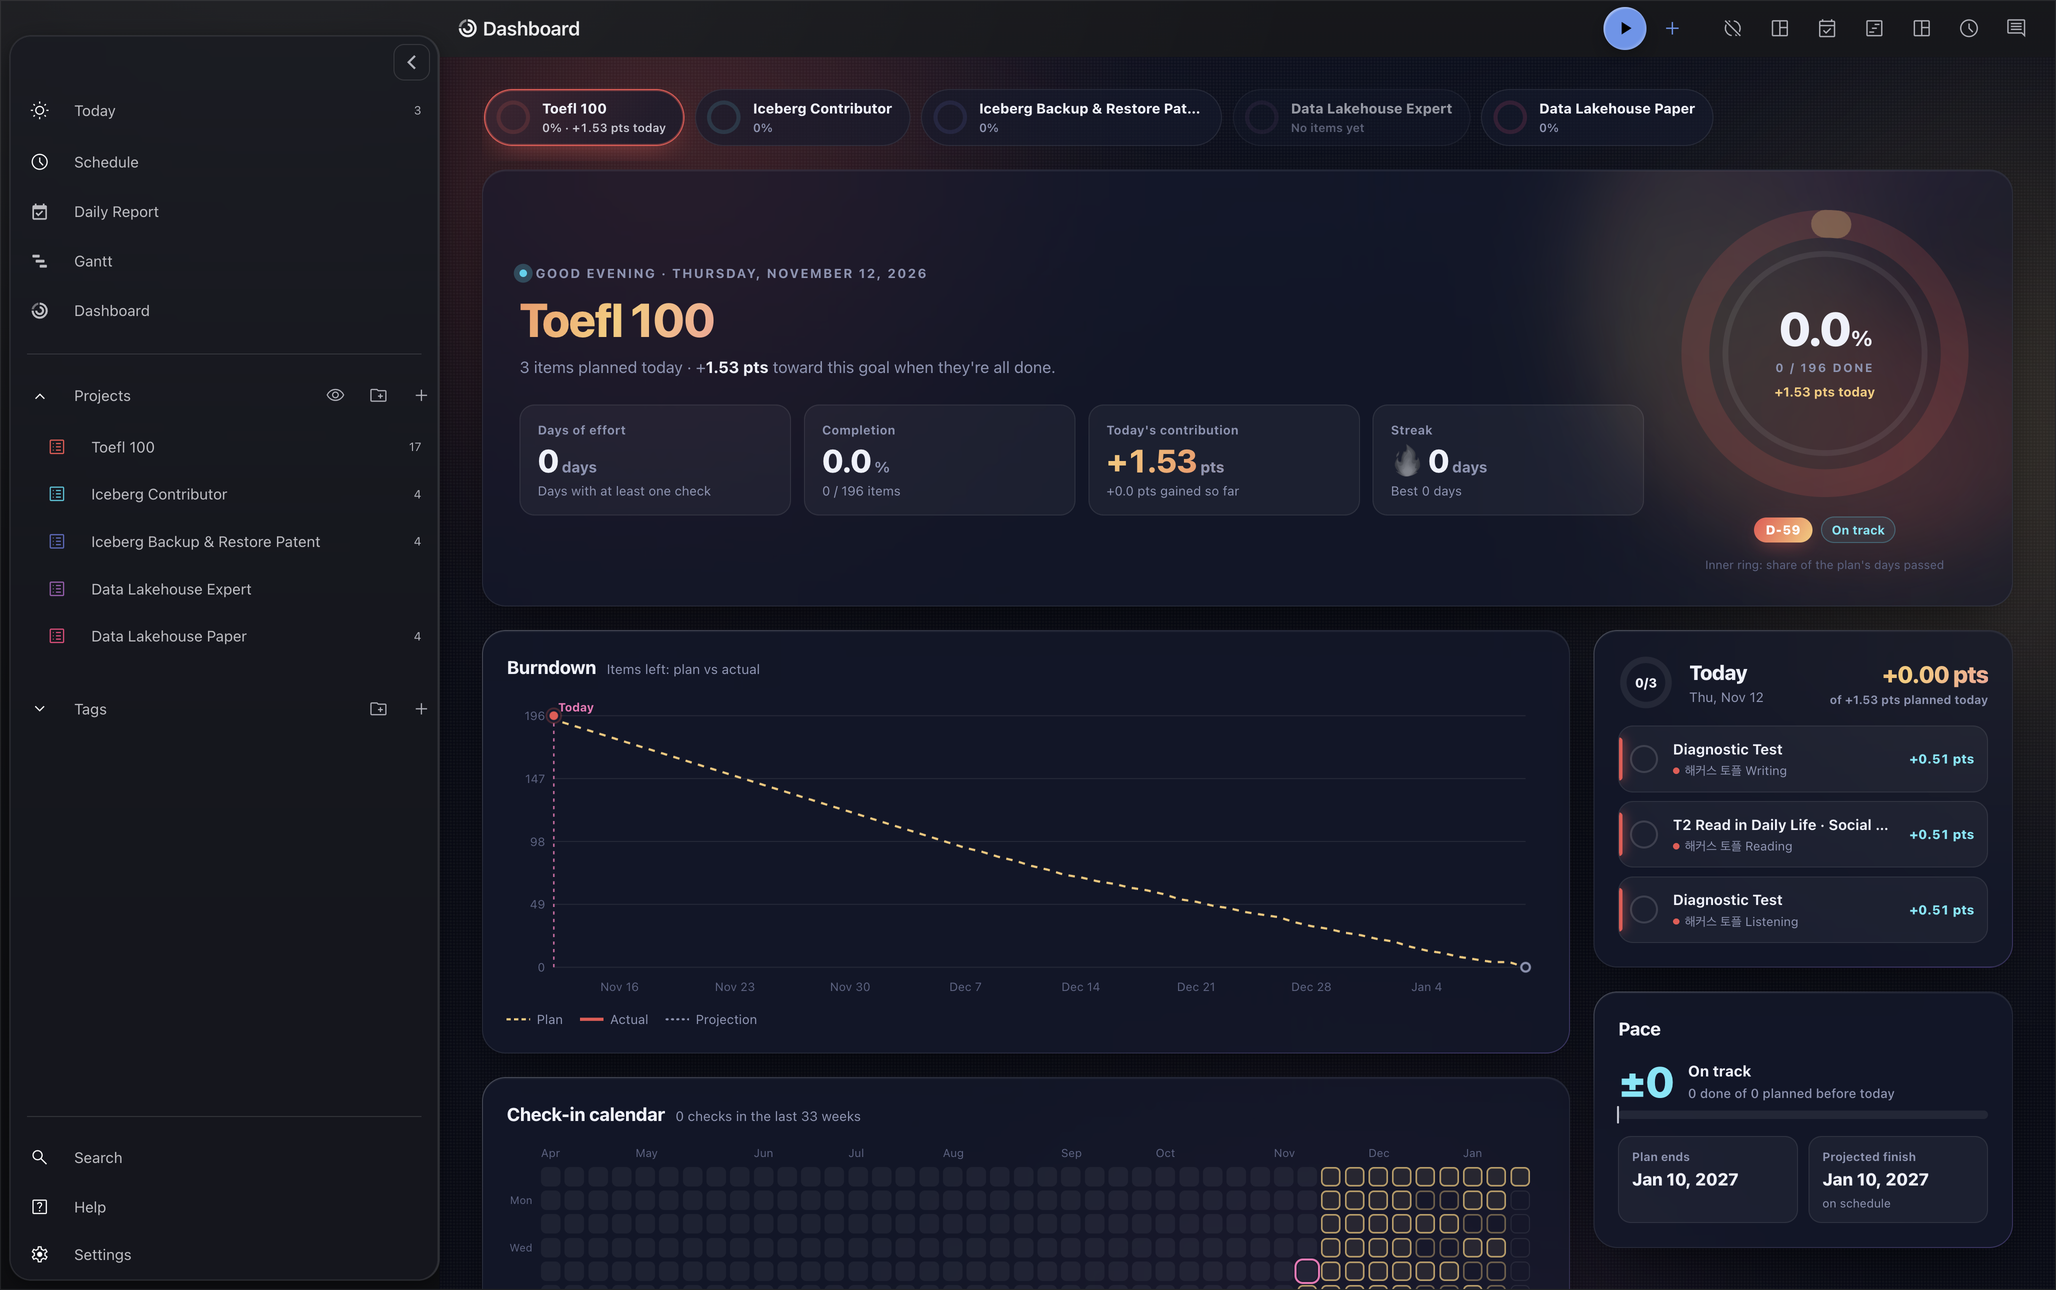 Dashboard
Today 3
Schedule
Daily Report
Gantt
Dashboard
Projects
Toefl 100 17
Iceberg Contributor 4
Iceberg Backup & Restore Patent 4
Data Lakehouse Expert
Data Lakehouse Paper 4
Tags
Search
Help
Settings
Toefl 100
0% · +1.53 pts today
Iceberg Contributor
0%
Iceberg Backup & Restore Pat...
0%
Data Lakehouse Expert
No items yet
Data Lakehouse Paper
0%
GOOD EVENING · THURSDAY, NOVEMBER 12, 2026
Toefl 100
3 items planned today · +1.53 pts toward this goal when they're all done.
Days of effort
0 days
Days with at least one check
Completion
0.0 %
0 / 196 items
Today's contribution
+1.53 pts
+0.0 pts gained so far
Streak
0 days
Best 0 days
0.0%
0 / 196 DONE
+1.53 pts today
D-59
On track
Inner ring: share of the plan's days passed
Burndown Items left: plan vs actual
Today
196
147
98
49
0
Nov 16 Nov 23 Nov 30 Dec 7 Dec 14 Dec 21 Dec 28 Jan 4
Plan Actual Projection
0/3
Today
Thu, Nov 12
+0.00 pts
of +1.53 pts planned today
Diagnostic Test
해커스 토플 Writing
+0.51 pts
T2 Read in Daily Life · Social ...
해커스 토플 Reading
+0.51 pts
Diagnostic Test
해커스 토플 Listening
+0.51 pts
Pace
±0
On track
0 done of 0 planned before today
Plan ends
Jan 10, 2027
Projected finish
Jan 10, 2027
on schedule
Check-in calendar 0 checks in the last 33 weeks
Apr May Jun Jul Aug Sep Oct Nov Dec Jan
Mon
Wed